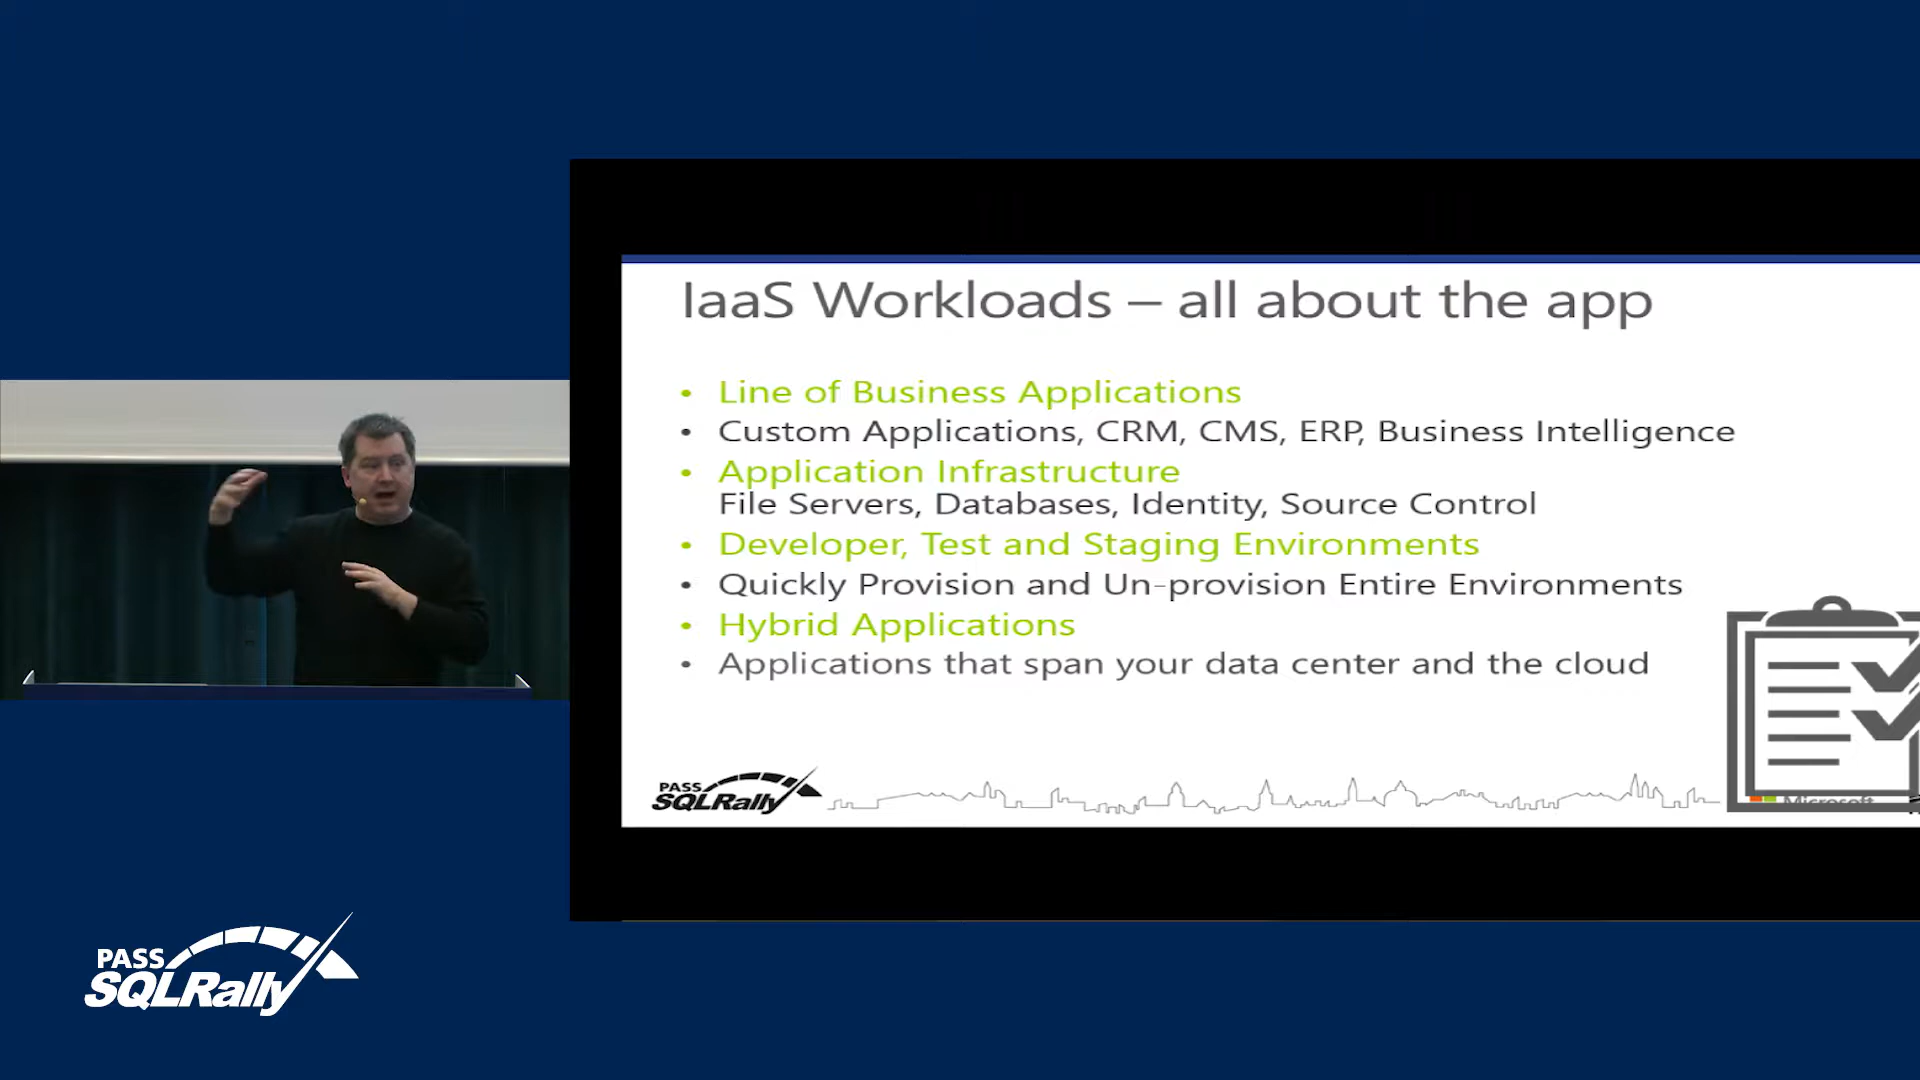 IaaS Workloads – all about the app
• Line of Business Applications
• Custom Applications, CRM, CMS, ERP, Business Intelligence
• Application Infrastructure
File Servers, Databases, Identity, Source Control
• Developer, Test and Staging Environments
• Quickly Provision and Un-provision Entire Environments
• Hybrid Applications
• Applications that span your data center and the cloud
PASS
SQLRally
Microsoft
PASS
SQLRally